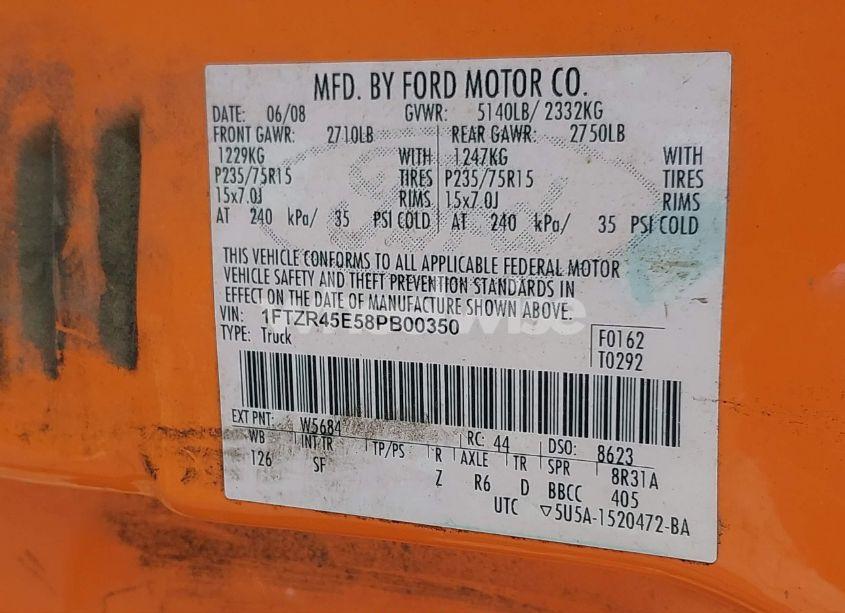 MFD. BY FORD MOTOR CO.
DATE: 06/08 GVWR: 5140LB/ 2332KG
FRONT GAWR: 2710LB REAR GAWR: 2750LB
1229KG WITH 1247KG WITH
P235/75R15 TIRES P235/75R15 TIRES
15x7.0J RIMS 15x7.0J RIMS
AT 240 kPa/ 35 PSI COLD AT 240 kPa/ 35 PSI COLD
THIS VEHICLE CONFORMS TO ALL APPLICABLE FEDERAL MOTOR
VEHICLE SAFETY AND THEFT PREVENTION STANDARDS IN
EFFECT ON THE DATE OF MANUFACTURE SHOWN ABOVE.
VIN: 1FTZR45E58PB00350
TYPE: Truck
F0162
T0292
EXT PNT: W5684 RC: 44 DSO: 8623
WB INT TR TP/PS R AXLE TR SPR 8R31A
126 SF Z R6 D BBCC 405
UTC ▽5U5A-1520472-BA